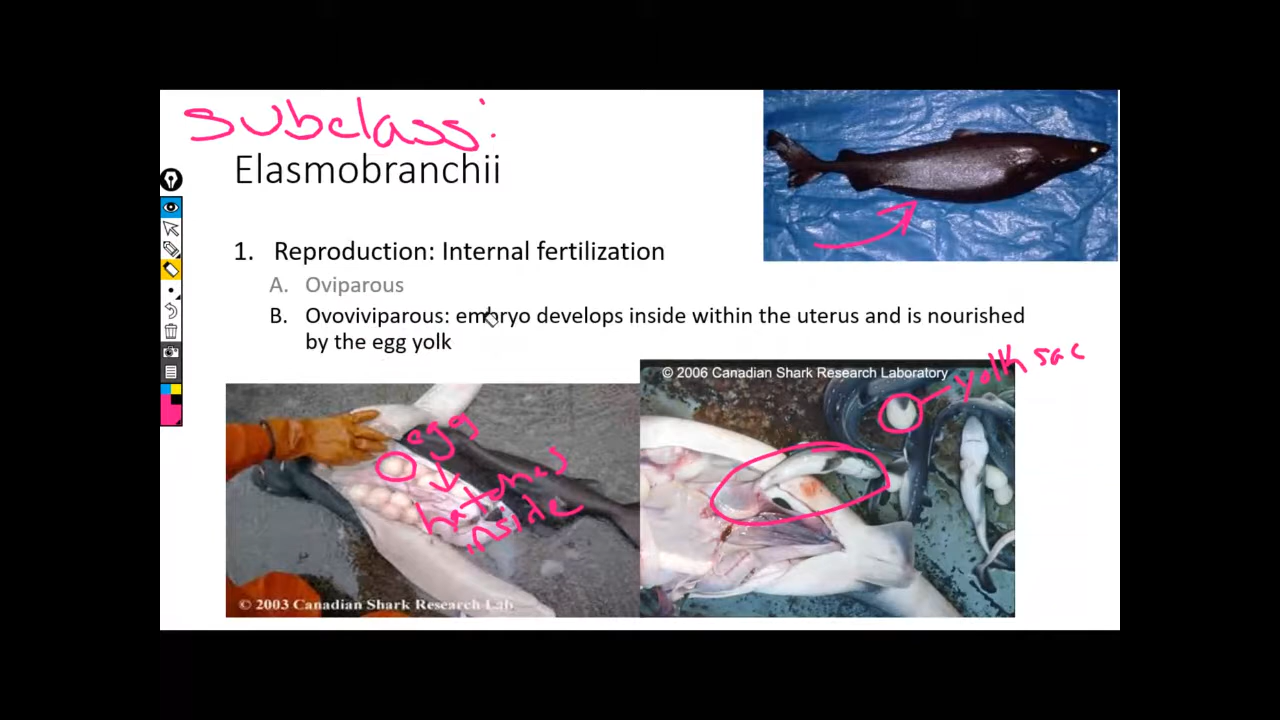 subclass:
Elasmobranchii
1. Reproduction: Internal fertilization
A. Oviparous
B. Ovoviviparous: embryo develops inside within the uterus and is nourished
by the egg yolk
© 2006 Canadian Shark Research Laboratory
yolk sac
egg
hatches
inside
© 2003 Canadian Shark Research Lab